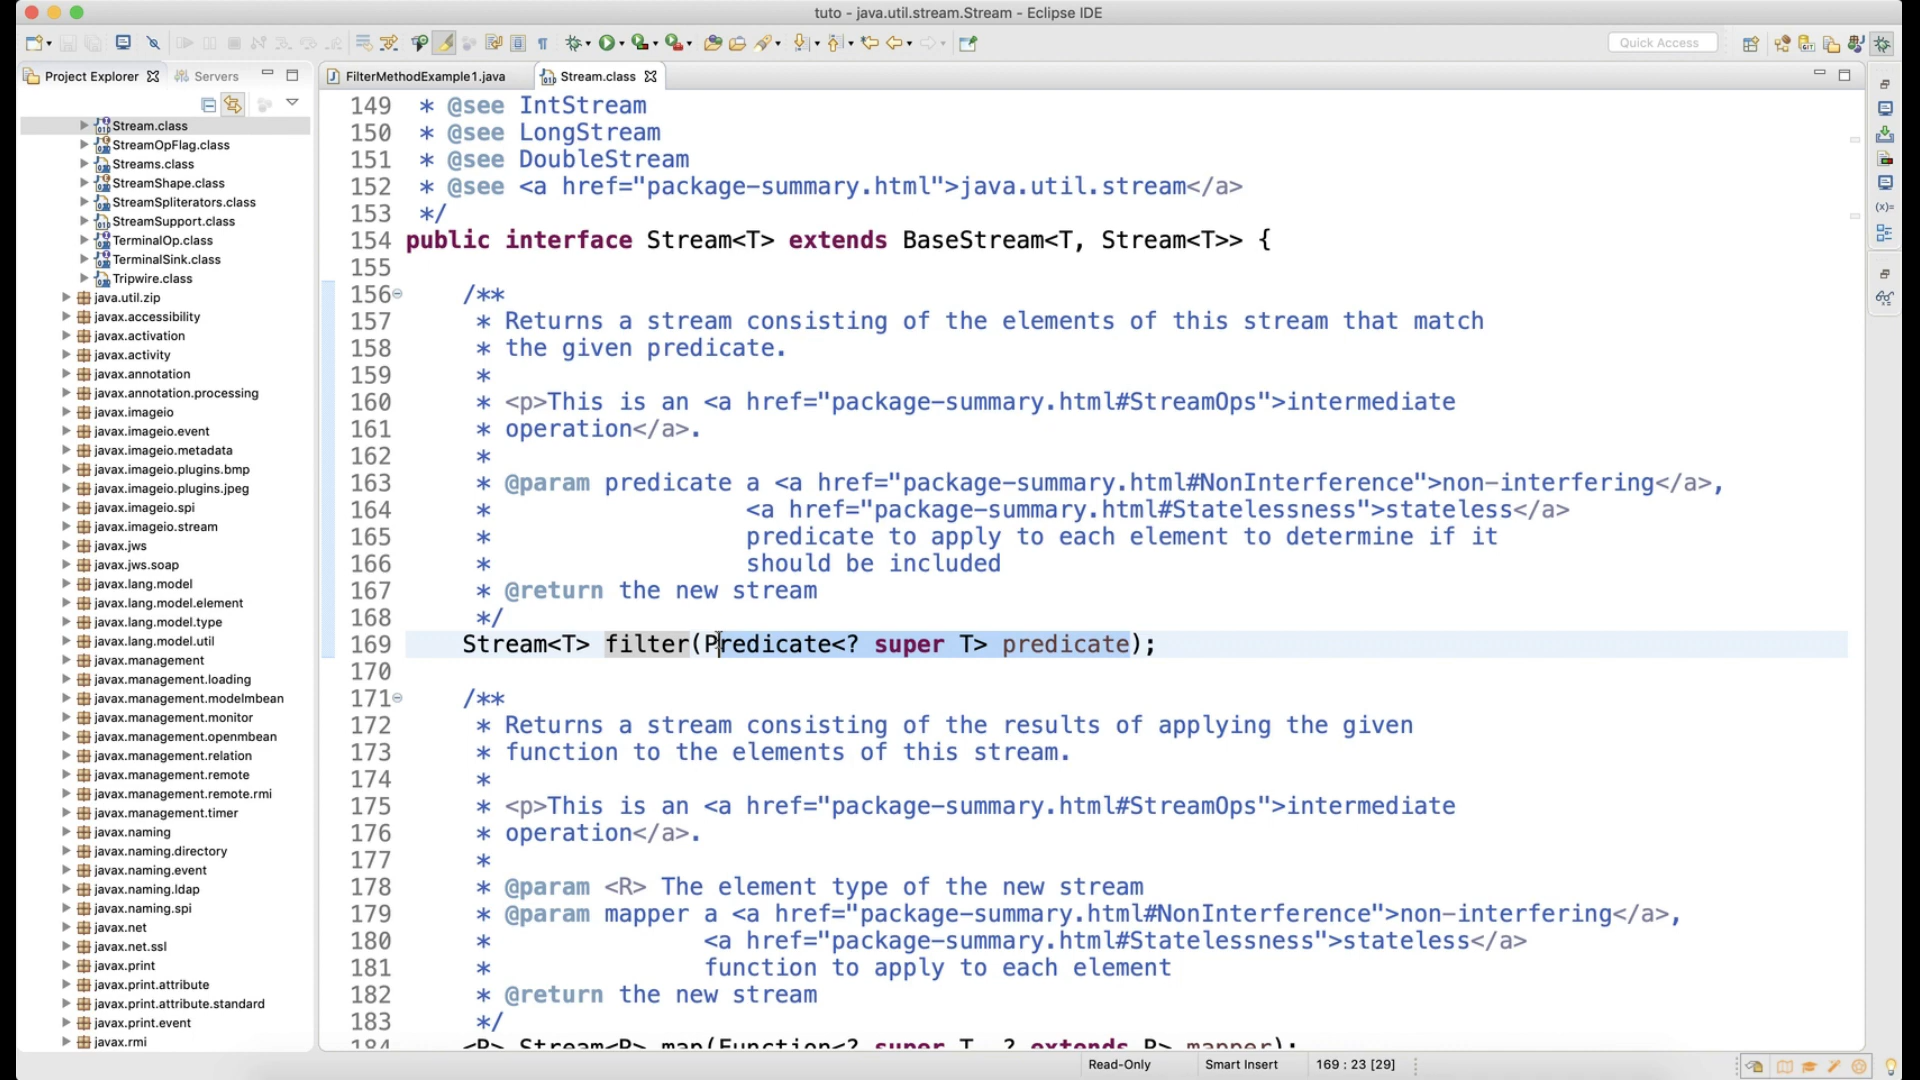 tuto - java.util.stream.Stream - Eclipse IDE
Quick Access
Project Explorer
Servers
Stream.class
StreamOpFlag.class
Streams.class
StreamShape.class
StreamSpliterators.class
StreamSupport.class
TerminalOp.class
TerminalSink.class
Tripwire.class
java.util.zip
javax.accessibility
javax.activation
javax.activity
javax.annotation
javax.annotation.processing
javax.imageio
javax.imageio.event
javax.imageio.metadata
javax.imageio.plugins.bmp
javax.imageio.plugins.jpeg
javax.imageio.spi
javax.imageio.stream
javax.jws
javax.jws.soap
javax.lang.model
javax.lang.model.element
javax.lang.model.type
javax.lang.model.util
javax.management
javax.management.loading
javax.management.modelmbean
javax.management.monitor
javax.management.openmbean
javax.management.relation
javax.management.remote
javax.management.remote.rmi
javax.management.timer
javax.naming
javax.naming.directory
javax.naming.event
javax.naming.ldap
javax.naming.spi
javax.net
javax.net.ssl
javax.print
javax.print.attribute
javax.print.attribute.standard
javax.print.event
javax.rmi
FilterMethodExample1.java
Stream.class
149 * @see IntStream
150 * @see LongStream
151 * @see DoubleStream
152 * @see <a href="package-summary.html">java.util.stream</a>
153 */
154 public interface Stream<T> extends BaseStream<T, Stream<T>> {
155
156 /**
157 * Returns a stream consisting of the elements of this stream that match
158 * the given predicate.
159 *
160 * <p>This is an <a href="package-summary.html#StreamOps">intermediate
161 * operation</a>.
162 *
163 * @param predicate a <a href="package-summary.html#NonInterference">non-interfering</a>,
164 * <a href="package-summary.html#Statelessness">stateless</a>
165 * predicate to apply to each element to determine if it
166 * should be included
167 * @return the new stream
168 */
169 Stream<T> filter(Predicate<? super T> predicate);
170
171 /**
172 * Returns a stream consisting of the results of applying the given
173 * function to the elements of this stream.
174 *
175 * <p>This is an <a href="package-summary.html#StreamOps">intermediate
176 * operation</a>.
177 *
178 * @param <R> The element type of the new stream
179 * @param mapper a <a href="package-summary.html#NonInterference">non-interfering</a>,
180 * <a href="package-summary.html#Statelessness">stateless</a>
181 * function to apply to each element
182 * @return the new stream
183 */
184 <R> Stream<R> map(Function<? super T, ? extends R> mapper);
Read-Only
Smart Insert
169 : 23 [29]